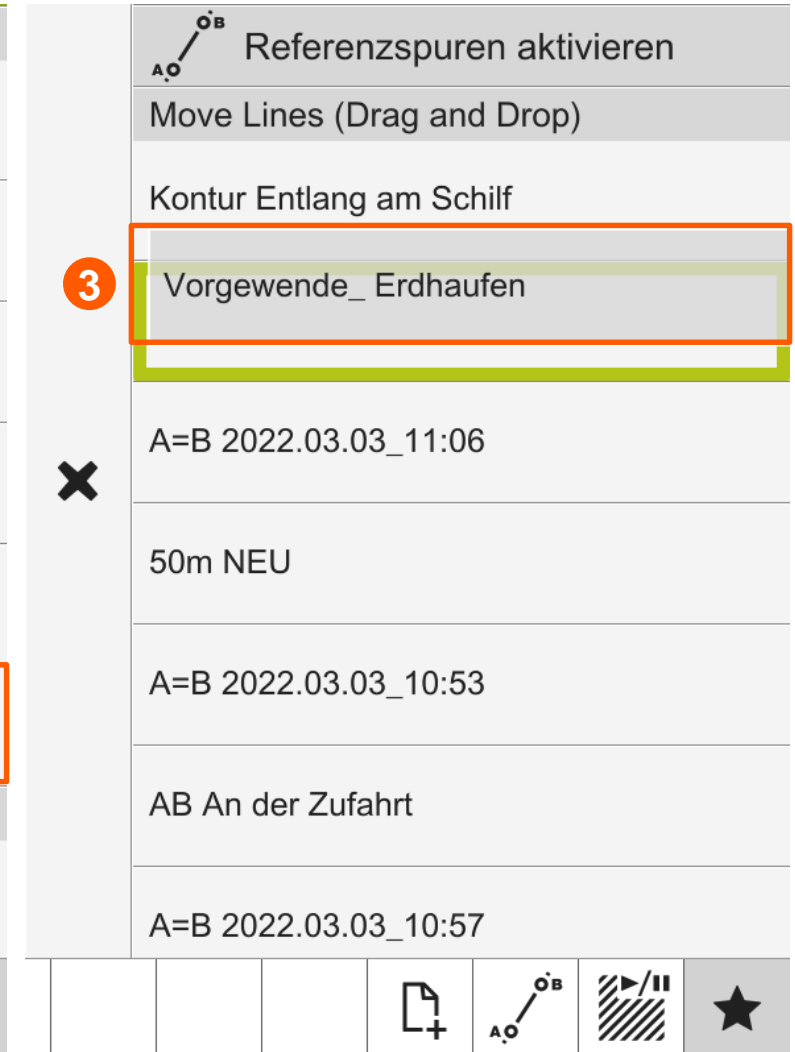 A B
Referenzspuren aktivieren
Move Lines (Drag and Drop)
Kontur Entlang am Schilf
3
Vorgewende_ Erdhaufen
A=B 2022.03.03_11:06
50m NEU
A=B 2022.03.03_10:53
AB An der Zufahrt
A=B 2022.03.03_10:57
A B